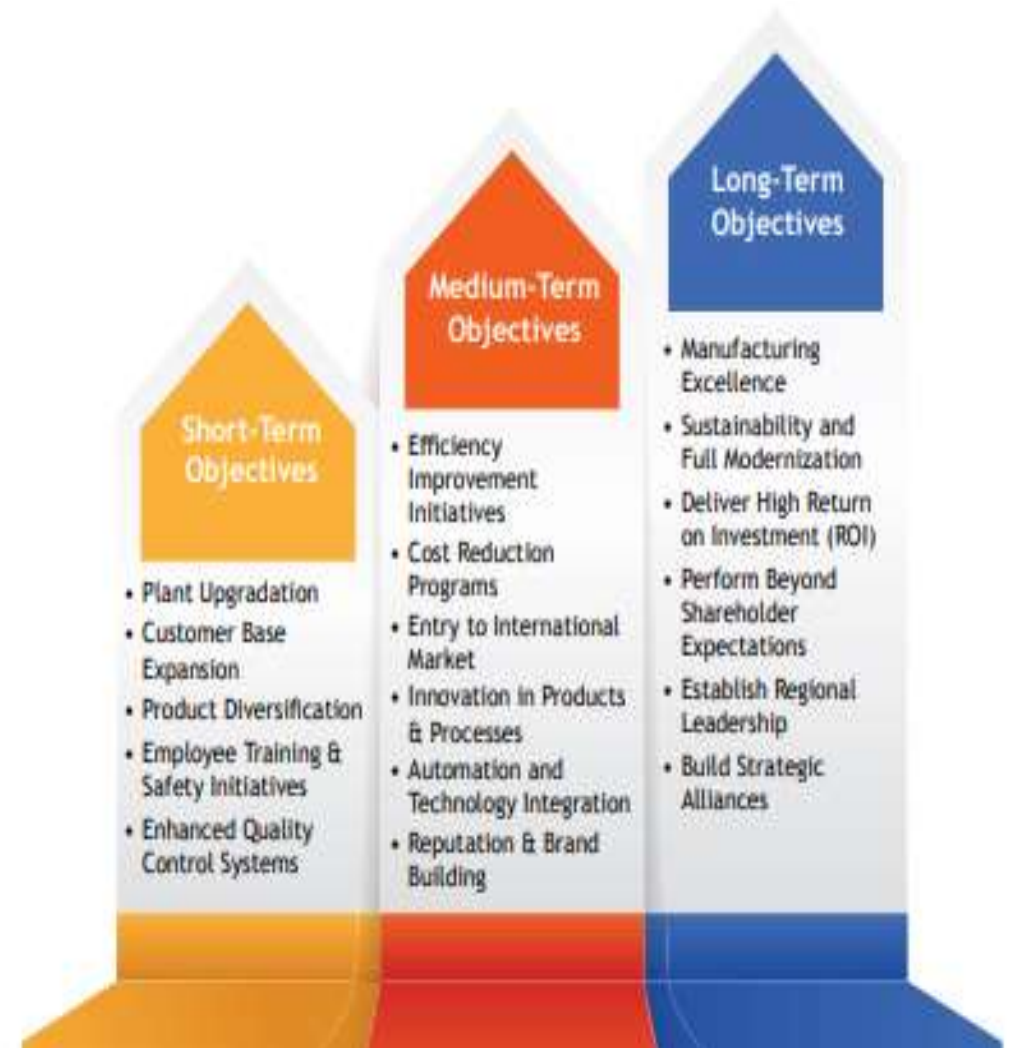 Short-Term
Objectives
• Plant Upgradation
• Customer Base
Expansion
• Product Diversification
• Employee Training &
Safety Initiatives
• Enhanced Quality
Control Systems
Medium-Term
Objectives
• Efficiency
Improvement
Initiatives
• Cost Reduction
Programs
• Entry to International
Market
• Innovation in Products
& Processes
• Automation and
Technology Integration
• Reputation & Brand
Building
Long-Term
Objectives
• Manufacturing
Excellence
• Sustainability and
Full Modernization
• Deliver High Return
on Investment (ROI)
• Perform Beyond
Shareholder
Expectations
• Establish Regional
Leadership
• Build Strategic
Alliances